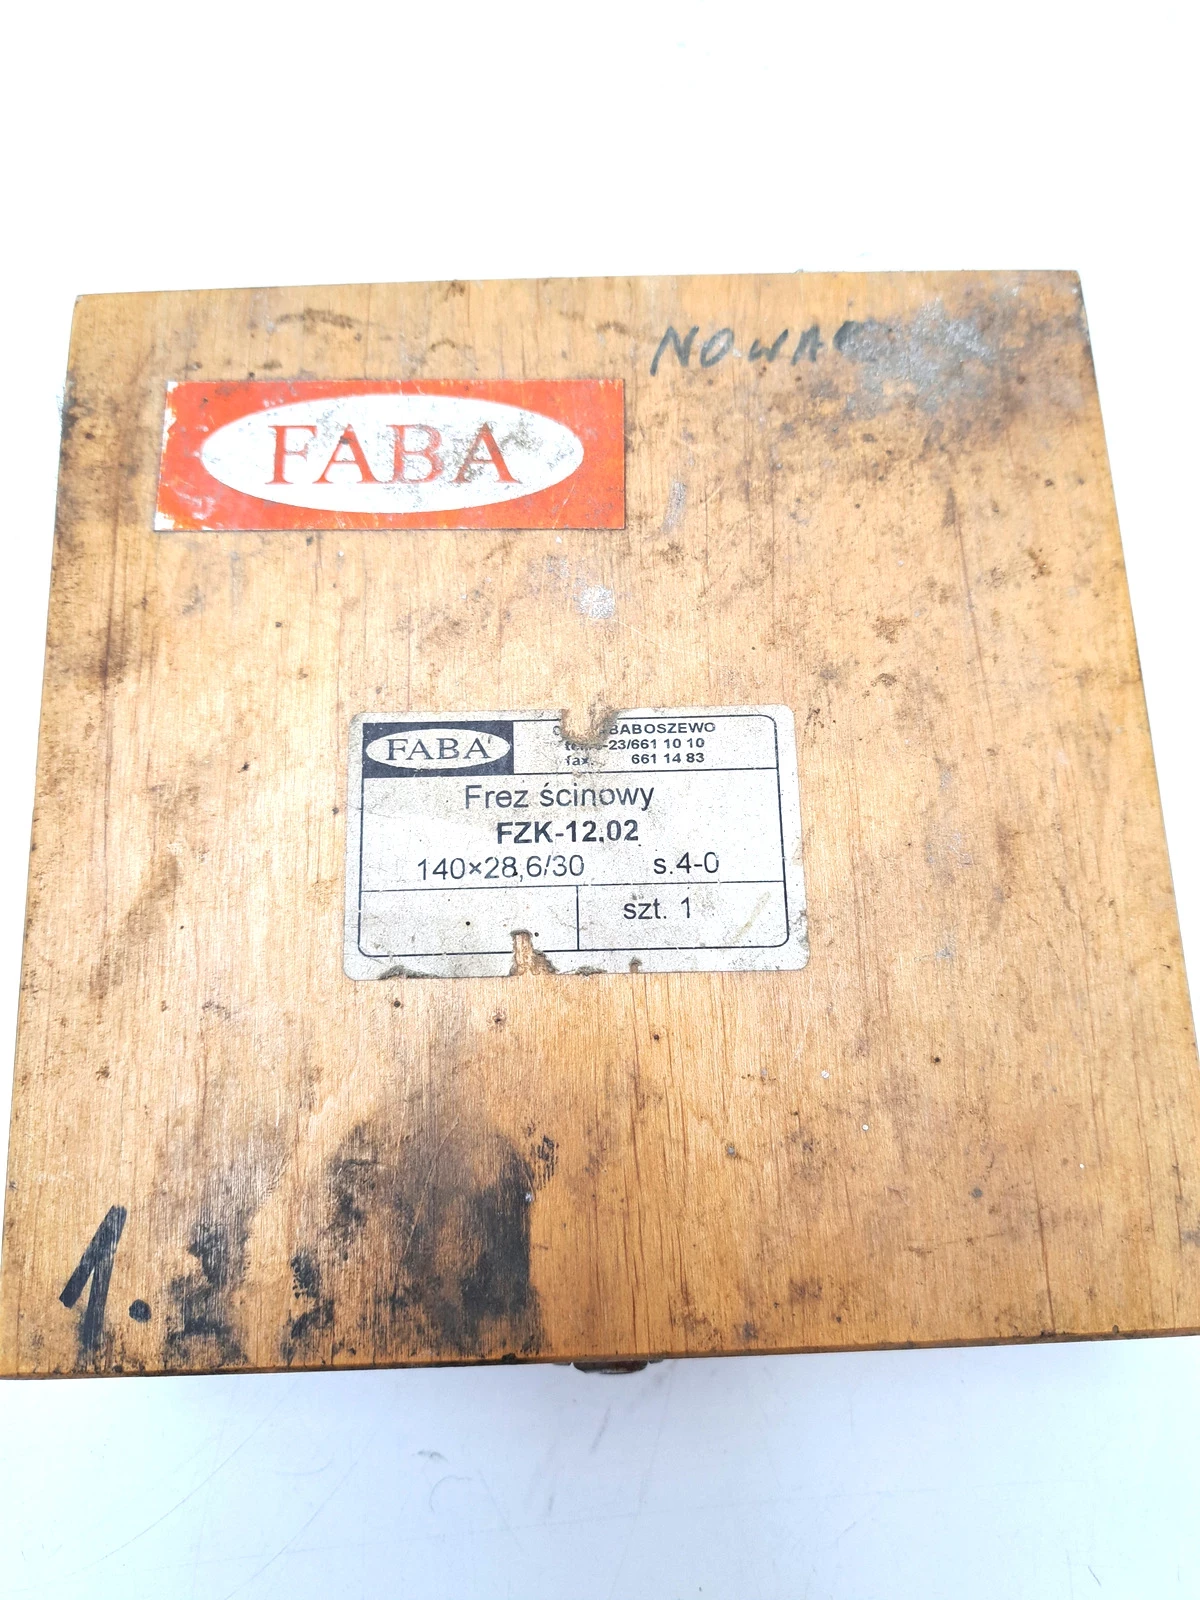 NOWA
FABA
FABA
BABOSZEWO
-23/661 10 10
fax. 661 14 83
Frez ścinowy
FZK-12.02
140×28,6/30 s.4-0
szt. 1
1.